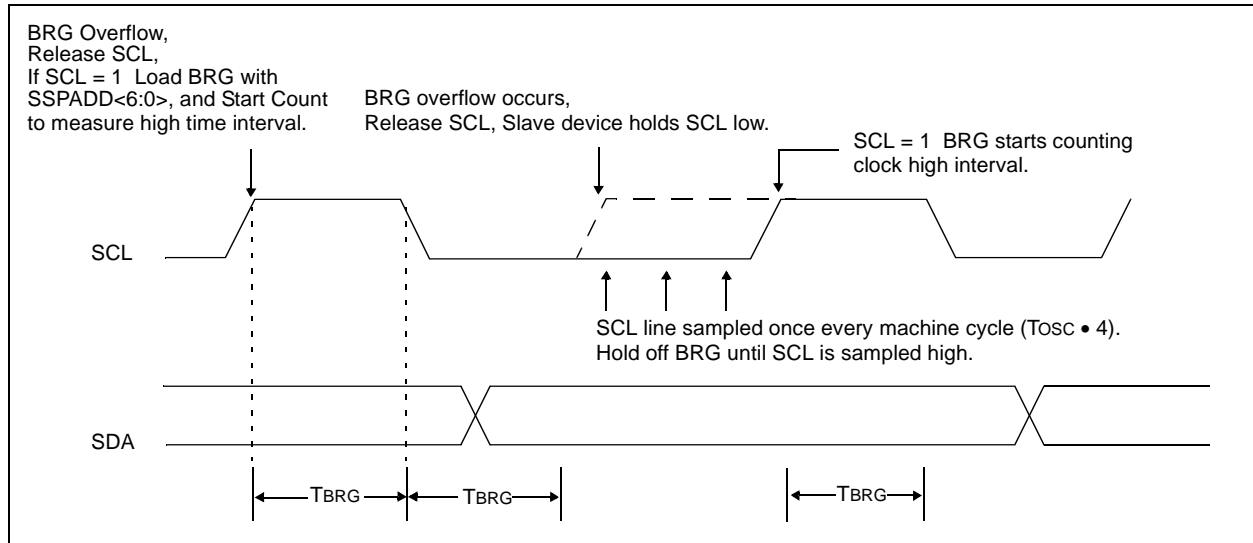 BRG Overflow,
Release SCL,
If SCL = 1 Load BRG with
SSPADD<6:0>, and Start Count
to measure high time interval.
BRG overflow occurs,
Release SCL, Slave device holds SCL low.
SCL = 1 BRG starts counting
clock high interval.
SCL
SCL line sampled once every machine cycle (TOSC • 4).
Hold off BRG until SCL is sampled high.
SDA
TBRG
TBRG
TBRG